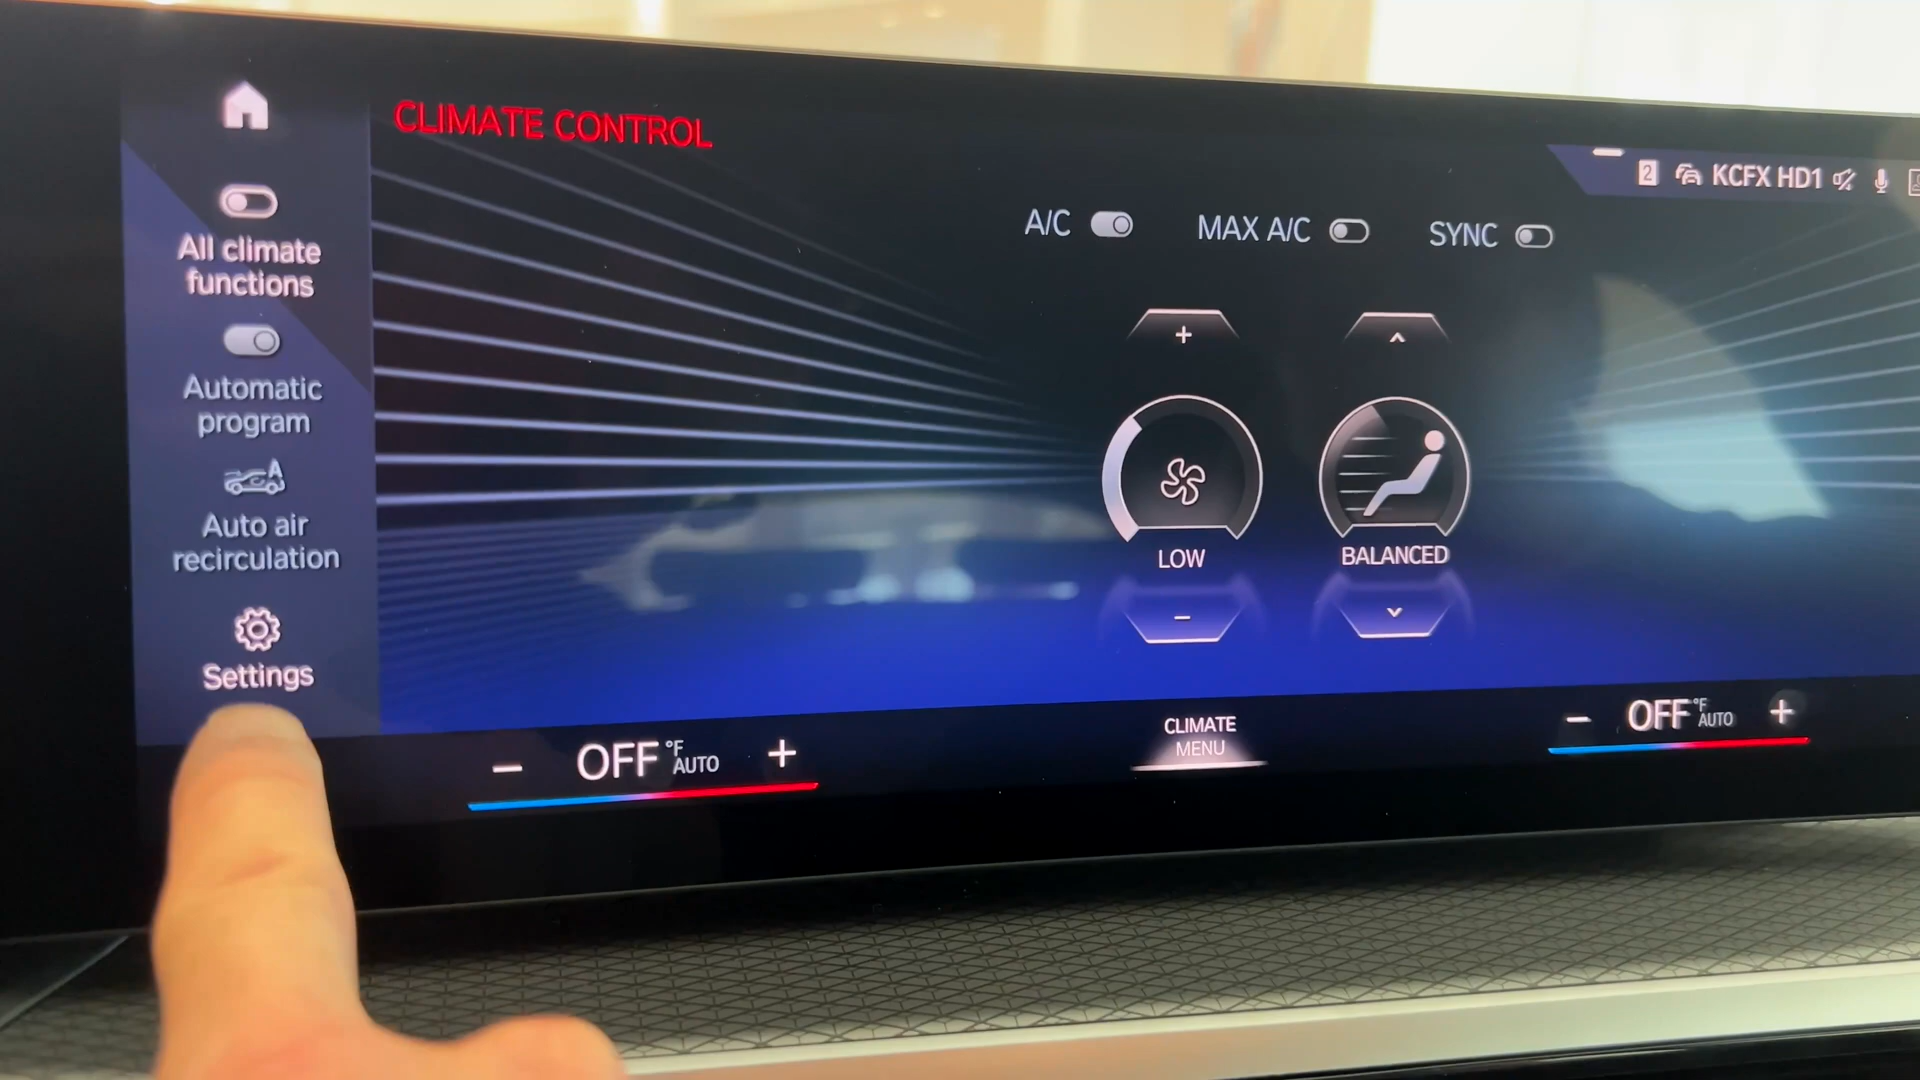 CLIMATE CONTROL
2 KCFX HD1
A/C
MAX A/C
SYNC
All climate
functions
Automatic
program
A
Auto air
recirculation
Settings
+
LOW
−
BALANCED
− OFF °F AUTO +
CLIMATE
MENU
− OFF °F AUTO +